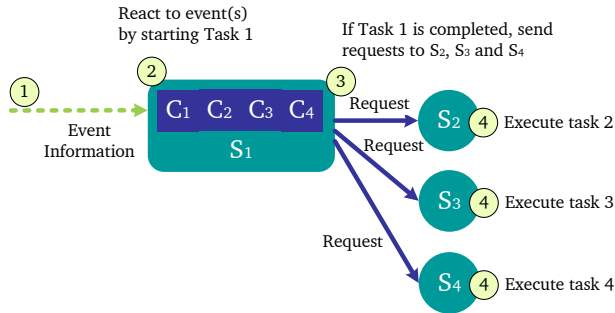 React to event(s)
by starting Task 1
If Task 1 is completed, send
requests to S2, S3 and S4
1
2
3
C1 C2 C3 C4
S1
Event
Information
Request
S2
4
Execute task 2
Request
S3
4
Execute task 3
Request
S4
4
Execute task 4